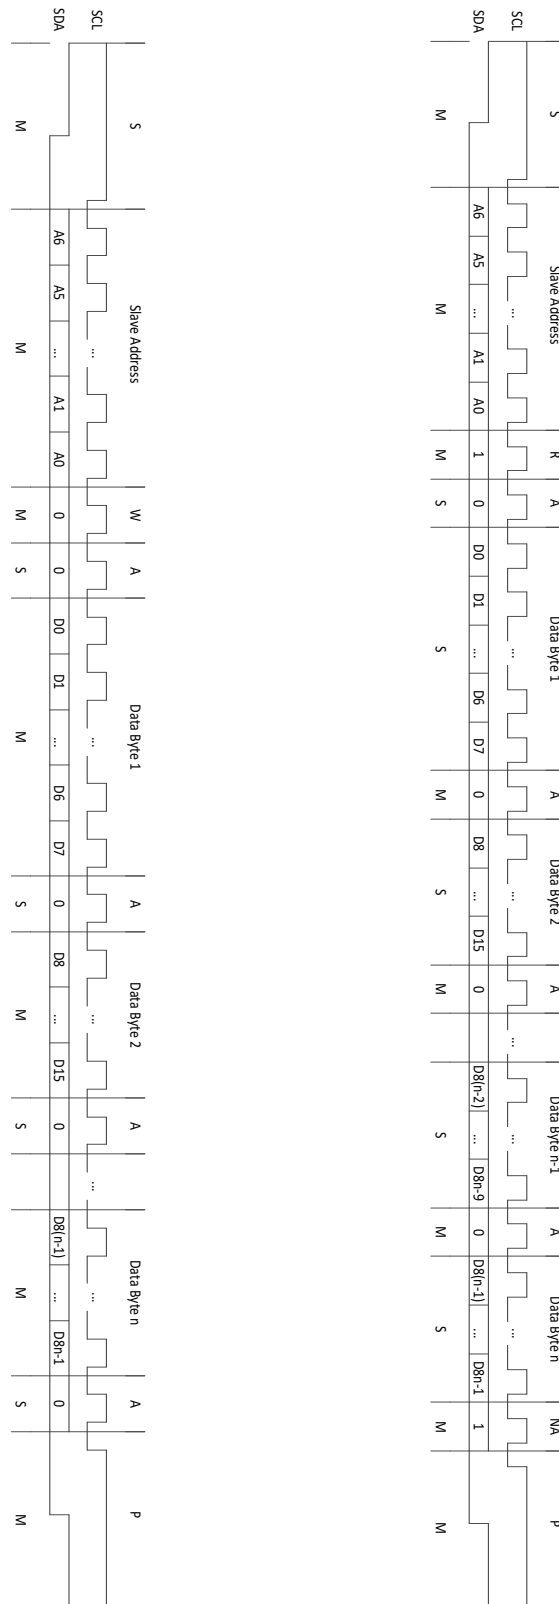 S Slave Address R A Data Byte 1 A Data Byte 2 A Data Byte n-1 A Data Byte n NA P
SCL ... ... ... ... ... ...
SDA A6 A5 ... A1 A0 1 0 D0 D1 ... D6 D7 0 D8 ... D15 0 D8(n-2) ... D8n-9 0 D8(n-1) ... D8n-1 1
M M M S S M S M S M S M M
S Slave Address W A Data Byte 1 A Data Byte 2 A Data Byte n A P
SCL ... ... ... ... ...
SDA A6 A5 ... A1 A0 0 0 D0 D1 ... D6 D7 0 D8 ... D15 0 D8(n-1) ... D8n-1 0
M M M S M S M S M S M